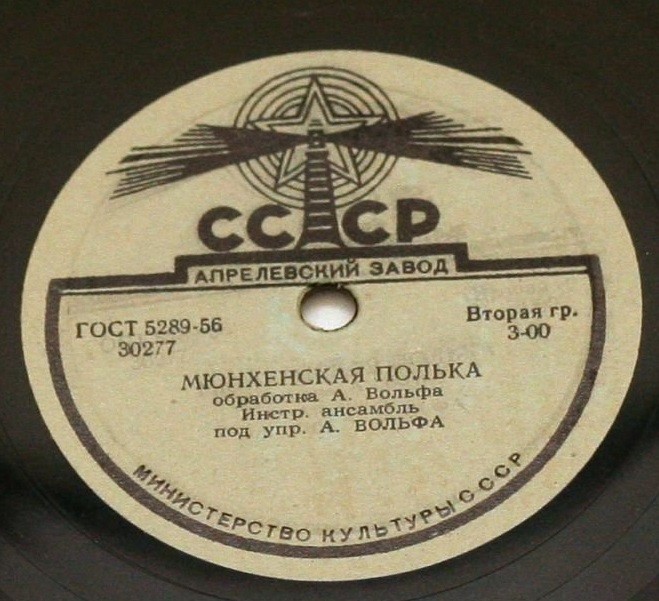 СССР
АПРЕЛЕВСКИЙ ЗАВОД
ГОСТ 5289-56
30277
Вторая гр.
3-00
МЮНХЕНСКАЯ ПОЛЬКА
обработка А. Вольфа
Инстр. ансамбль
под упр. А. ВОЛЬФА
МИНИСТЕРСТВО КУЛЬТУРЫ СССР